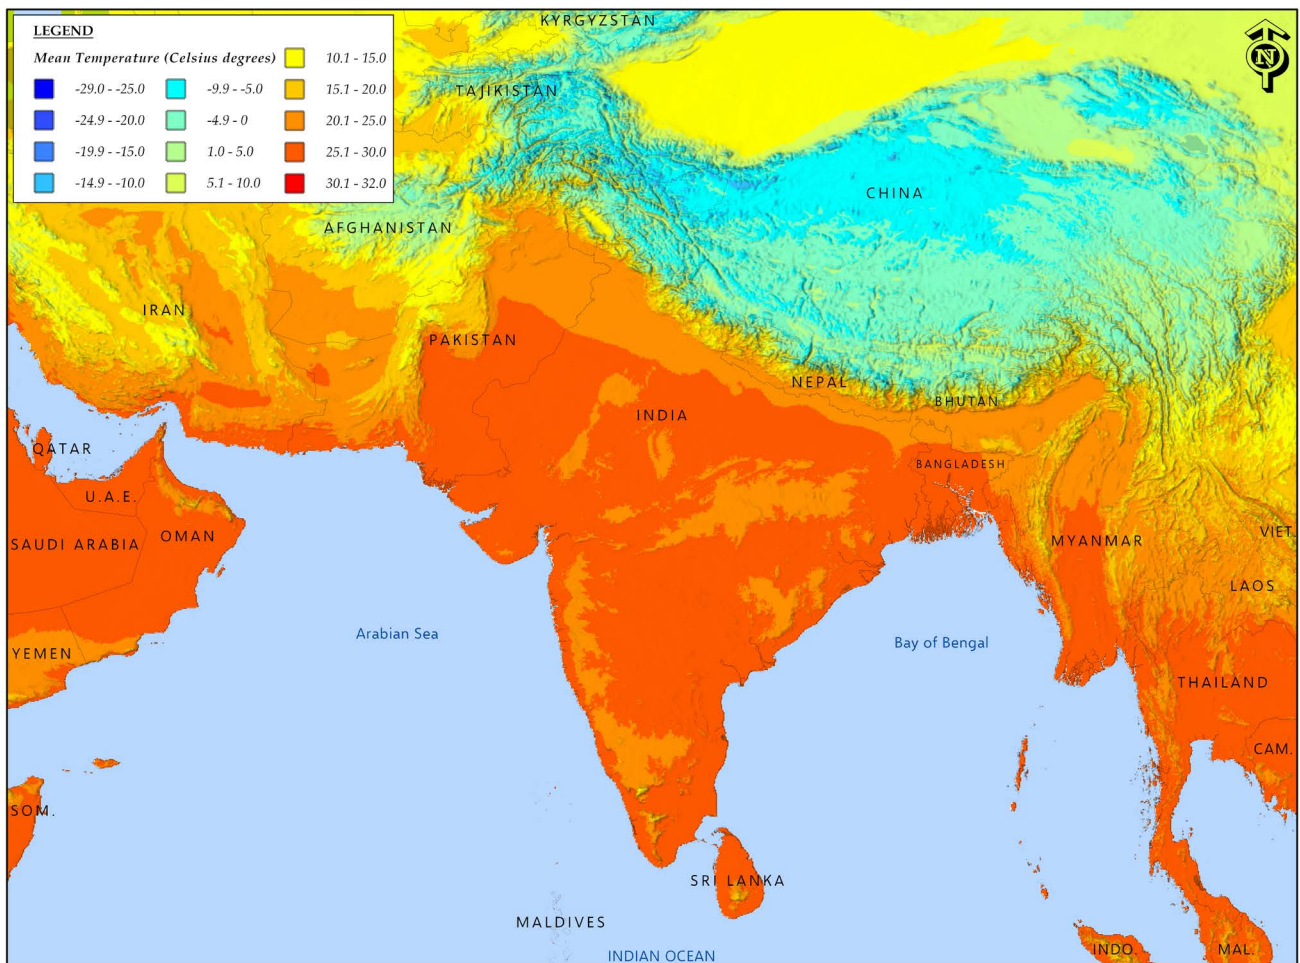 LEGEND
Mean Temperature (Celsius degrees)
-29.0 - -25.0
-24.9 - -20.0
-19.9 - -15.0
-14.9 - -10.0
-9.9 - -5.0
-4.9 - 0
1.0 - 5.0
5.1 - 10.0
10.1 - 15.0
15.1 - 20.0
20.1 - 25.0
25.1 - 30.0
30.1 - 32.0
N
KYRGYZSTAN
TAJIKISTAN
CHINA
AFGHANISTAN
IRAN
PAKISTAN
NEPAL
BHUTAN
INDIA
QATAR
BANGLADESH
U.A.E.
OMAN
SAUDI ARABIA
MYANMAR
VIET.
LAOS
Arabian Sea
Bay of Bengal
YEMEN
THAILAND
CAM.
SOM.
SRI LANKA
MALDIVES
INDO.
MAL.
INDIAN OCEAN